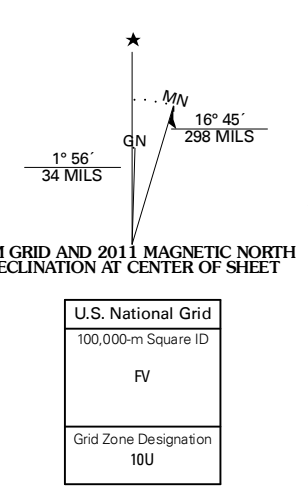 ★
MN
GN
16° 45´
298 MILS
1° 56´
34 MILS
M GRID AND 2011 MAGNETIC NORTH
ECLINATION AT CENTER OF SHEET
U.S. National Grid
100,000-m Square ID
FV
Grid Zone Designation
10U